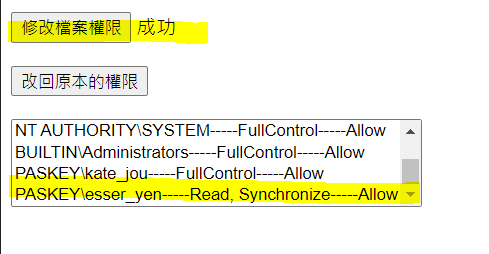 修改檔案權限 成功
改回原本的權限
NT AUTHORITY\SYSTEM-----FullControl-----Allow
BUILTIN\Administrators-----FullControl-----Allow
PASKEY\kate_jou-----FullControl-----Allow
PASKEY\esser_yen-----Read, Synchronize-----Allow